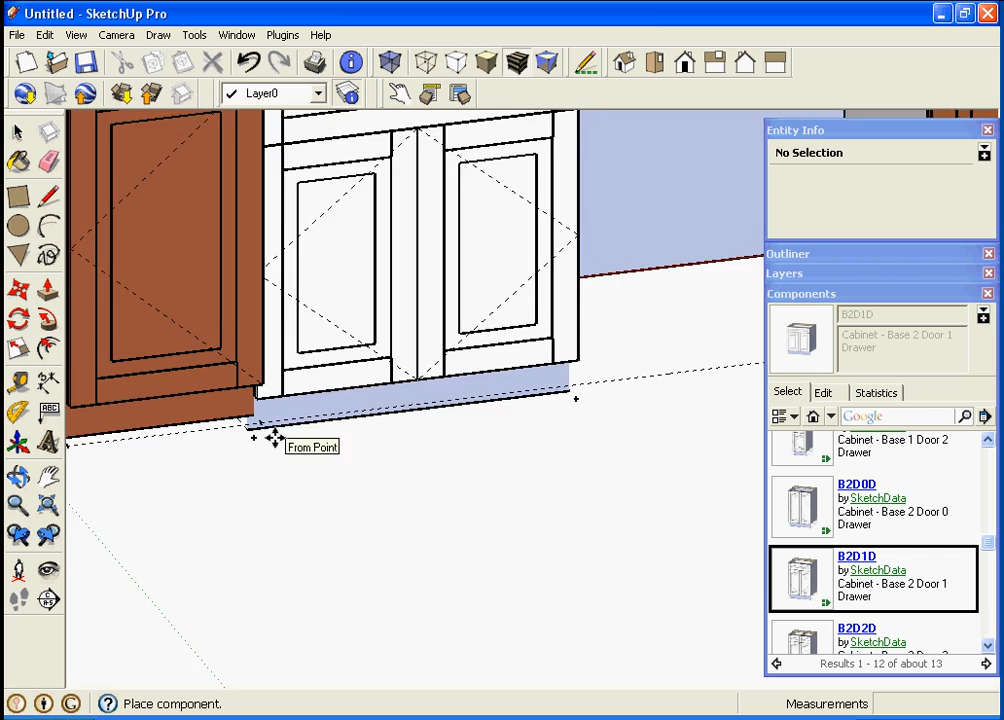 Untitled - SketchUp Pro
File Edit View Camera Draw Tools Window Plugins Help
Layer0
Entity Info
No Selection
Outliner
Layers
Components
B2D1D
Cabinet - Base 2 Door 1
Drawer
Select Edit Statistics
Google
Cabinet - Base 1 Door 2
Drawer
B2D0D
by SketchData
Cabinet - Base 2 Door 0
Drawer
B2D1D
by SketchData
Cabinet - Base 2 Door 1
Drawer
B2D2D
by SketchData
Results 1 - 12 of about 13
From Point
ABC
Place component.
Measurements